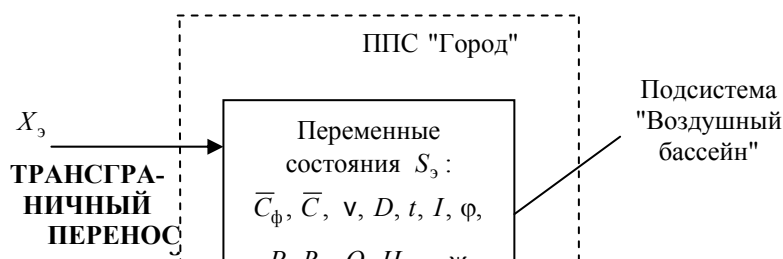 ППС "Город"
Подсистема
"Воздушный
бассейн"
X_э
Переменные
состояния S_э :
ТРАНСГРА-
НИЧНЫЙ
ПЕРЕНОС
C̅_ф, C̅, v, D, t, I, φ,